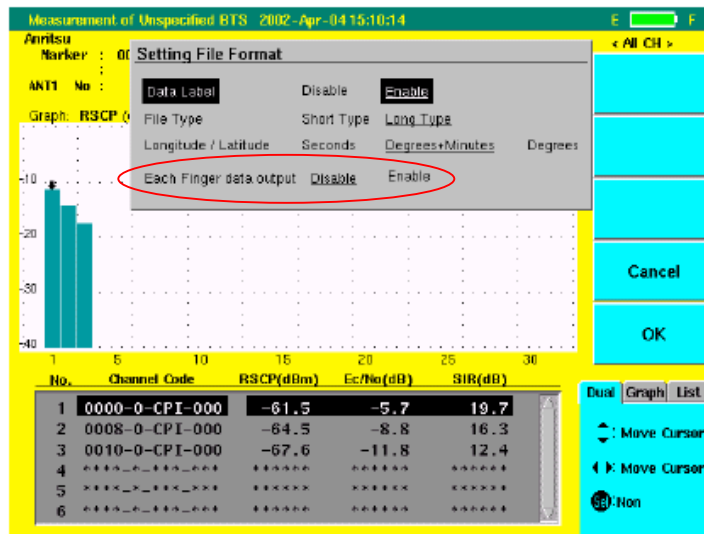 Measurement of Unspecified BTS 2002-Apr-04 15:10:14 E F
Anritsu
< All CH >
Marker :
:
ANT1 No :
Graph: RSCP
Setting File Format
Data Label Disable Enable
File Type Short Type Long Type
Longitude / Latitude Seconds Degrees+Minutes Degrees
Each Finger data output Disable Enable
-10
-20
-30
-40
1 5 10 15 20 25 30
Cancel
OK
No. Channel Code RSCP(dBm) Ec/No(dB) SIR(dB)
1 0000-0-CPI-000 -61.5 -5.7 19.7
2 0008-0-CPI-000 -64.5 -8.8 16.3
3 0010-0-CPI-000 -67.6 -11.8 12.4
4 ****-*-***-*** ****** ****** ******
5 ****-*-***-*** ****** ****** ******
6 ****-*-***-*** ****** ****** ******
Dual Graph List
: Move Cursor
: Move Cursor
Sel :Non